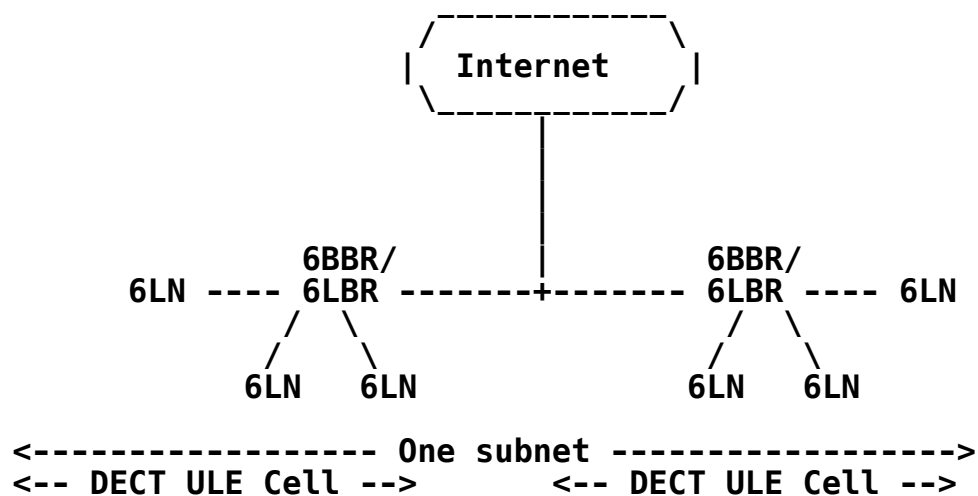 Internet
6BBR/ 6BBR/
6LN ---- 6LBR -------+------- 6LBR ---- 6LN
6LN 6LN 6LN 6LN
<------------------ One subnet ------------------>
<-- DECT ULE Cell --> <-- DECT ULE Cell -->